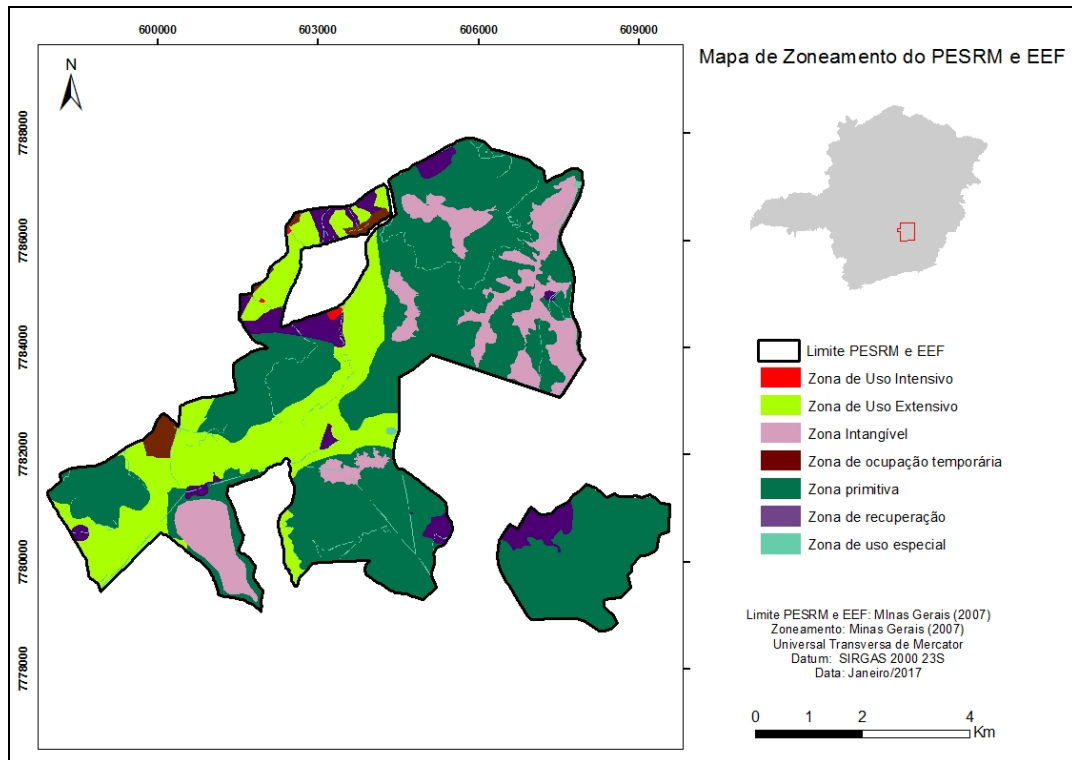 600000
603000
606000
609000
N
7788000
7786000
7784000
7782000
7780000
7778000
Mapa de Zoneamento do PESRM e EEF
Limite PESRM e EEF
Zona de Uso Intensivo
Zona de Uso Extensivo
Zona Intangível
Zona de ocupação temporária
Zona primitiva
Zona de recuperação
Zona de uso especial
Limite PESRM e EEF: MInas Gerais (2007)
Zoneamento: Minas Gerais (2007)
Universal Transversa de Mercator
Datum: SIRGAS 2000 23S
Data: Janeiro/2017
0 1 2 4
Km